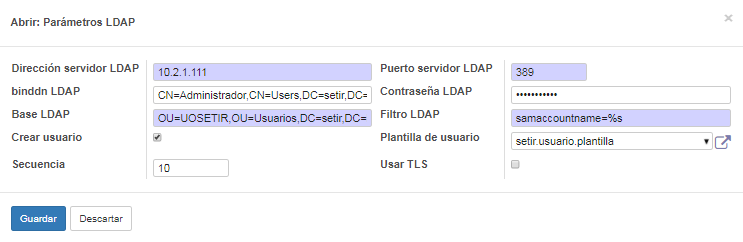 Abrir: Parámetros LDAP
×
Dirección servidor LDAP 10.2.1.111 Puerto servidor LDAP 389
binddn LDAP CN=Administrador,CN=Users,DC=setir,DC= Contraseña LDAP •••••••••••
Base LDAP OU=UOSETIR,OU=Usuarios,DC=setir,DC= Filtro LDAP samaccountname=%s
Crear usuario Plantilla de usuario setir.usuario.plantilla
Secuencia 10 Usar TLS
Guardar Descartar